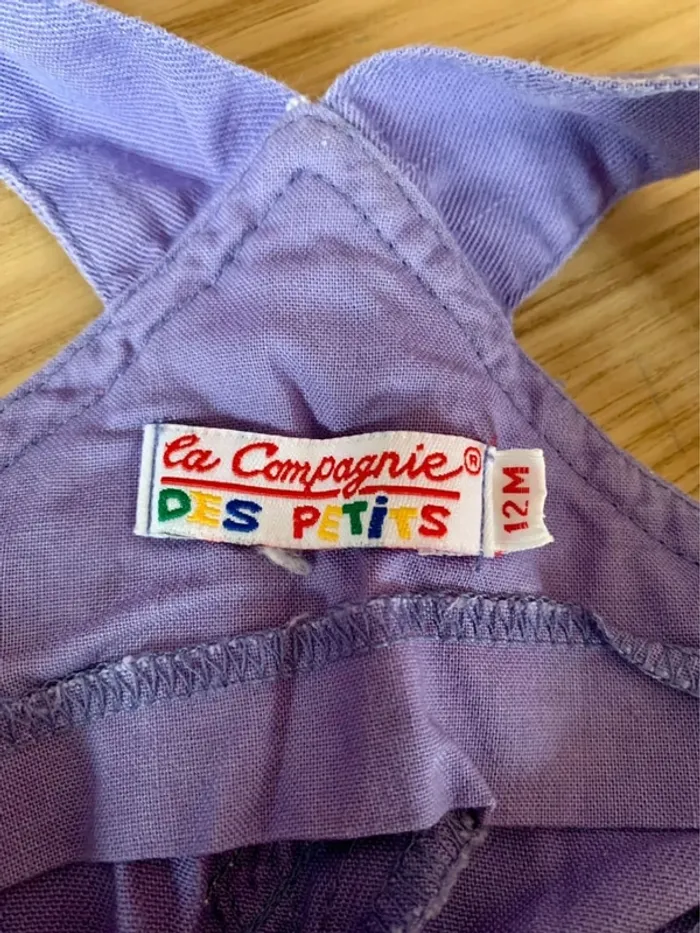 la Compagnie®
DES PETiTS
12M